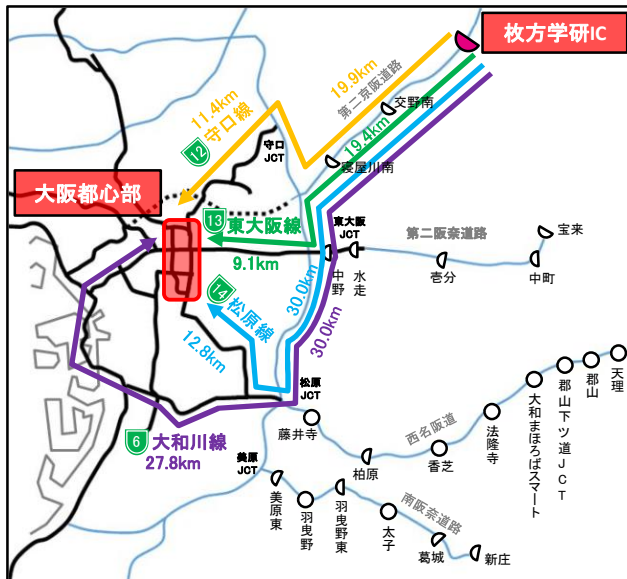 枚方学研IC
19.9km
第二京阪道路
11.4km
守口線
12
守口
JCT
交野南
19.4km
寝屋川南
大阪都心部
13
東大阪線
9.1km
東大阪
JCT
第二阪奈道路
宝来
中野
水走
壱分
中町
30.0km
30.0km
14
松原線
12.8km
松原
JCT
6
大和川線
27.8km
藤井寺
西名阪道
柏原
香芝
法隆寺
大和まほろばスマート
郡山下ツ道JCT
郡山
天理
美原
JCT
美原東
羽曳野
羽曳野東
太子
南阪奈道路
葛城
新庄